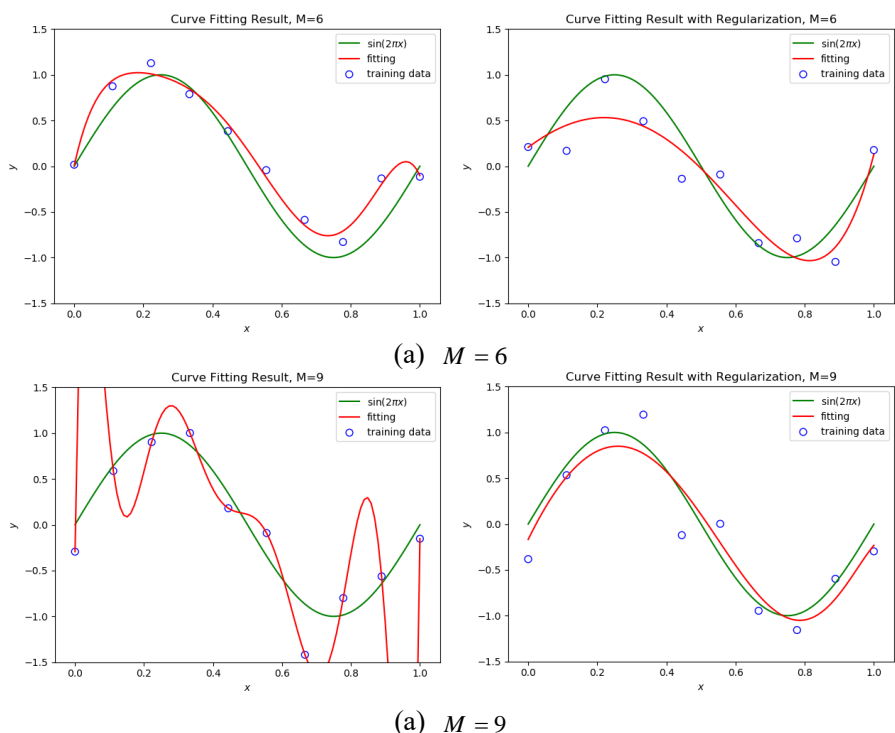 Curve Fitting Result, M=6
1.5
1.0
0.5
0.0
−0.5
−1.0
−1.5
y
0.0 0.2 0.4 0.6 0.8 1.0
x
sin(2πx)
fitting
training data
Curve Fitting Result with Regularization, M=6
1.5
1.0
0.5
0.0
−0.5
−1.0
−1.5
y
0.0 0.2 0.4 0.6 0.8 1.0
x
sin(2πx)
fitting
training data
(a) M = 6
Curve Fitting Result, M=9
1.5
1.0
0.5
0.0
−0.5
−1.0
−1.5
y
0.0 0.2 0.4 0.6 0.8 1.0
x
sin(2πx)
fitting
training data
Curve Fitting Result with Regularization, M=9
1.5
1.0
0.5
0.0
−0.5
−1.0
−1.5
y
0.0 0.2 0.4 0.6 0.8 1.0
x
sin(2πx)
fitting
training data
(a) M = 9